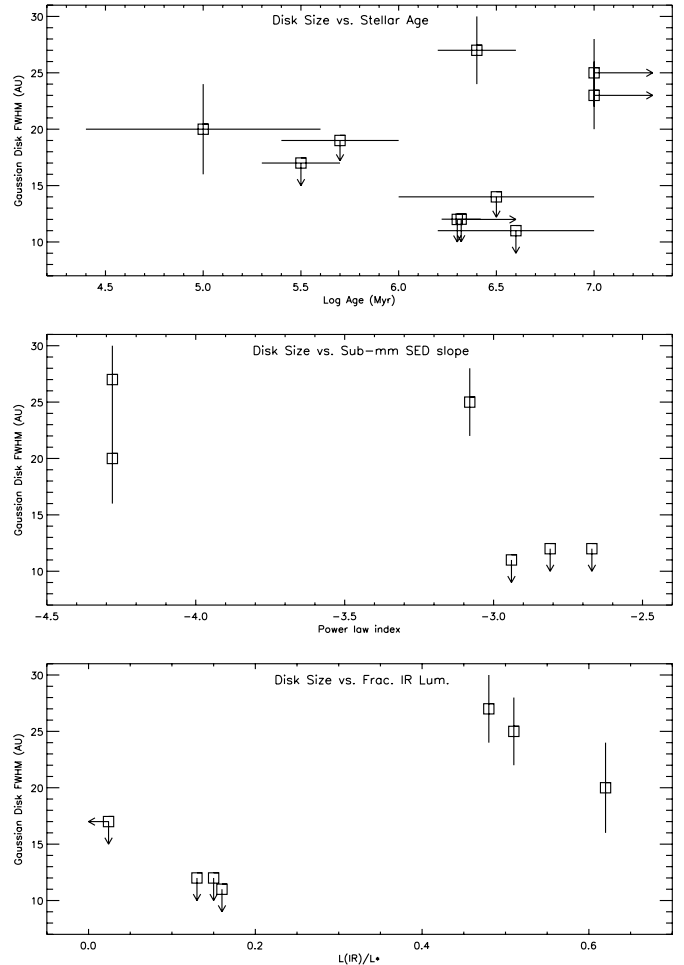 Disk Size vs. Stellar Age
30
25
20
15
10
Gaussian Disk FWHM (AU)
4.5 5.0 5.5 6.0 6.5 7.0
Log Age (Myr)
Disk Size vs. Sub-mm SED slope
30
25
20
15
10
Gaussian Disk FWHM (AU)
-4.5 -4.0 -3.5 -3.0 -2.5
Power law index
Disk Size vs. Frac. IR Lum.
30
25
20
15
10
Gaussian Disk FWHM (AU)
0.0 0.2 0.4 0.6
L(IR)/L*